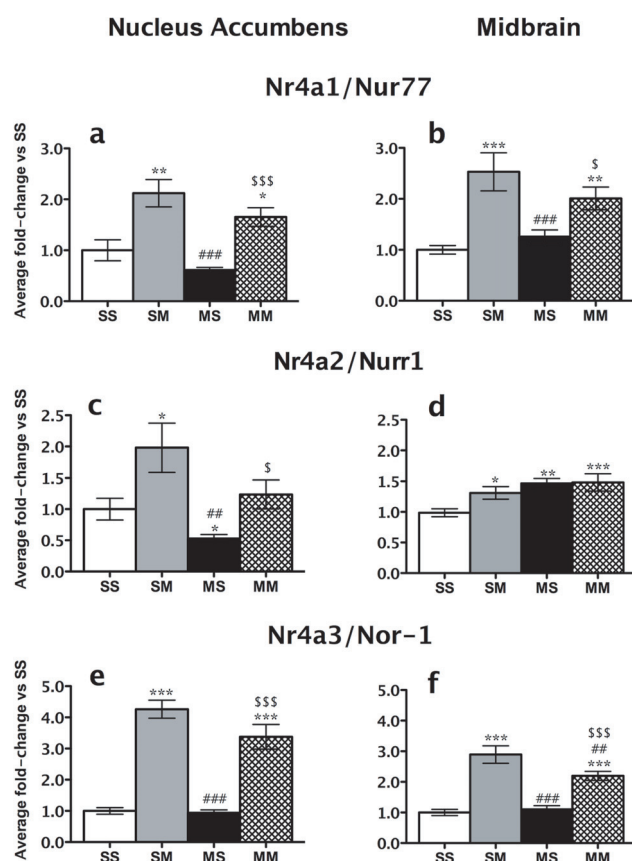 Nucleus Accumbens Midbrain
Nr4a1/Nur77
a
Average fold-change vs SS
3.0
2.0
1.0
0.0
**
###
$$$
*
SS SM MS MM
b
3.0
2.0
1.0
0.0
***
###
$
**
SS SM MS MM
Nr4a2/Nurr1
c
Average fold-change vs SS
2.5
2.0
1.5
1.0
0.5
0.0
*
##
*
$
SS SM MS MM
d
2.5
2.0
1.5
1.0
0.5
0.0
* ** ***
SS SM MS MM
Nr4a3/Nor-1
e
Average fold-change vs SS
5.0
4.0
3.0
2.0
1.0
0.0
***
###
$$$
***
SS SM MS MM
f
5.0
4.0
3.0
2.0
1.0
0.0
***
###
$$$
##
***
SS SM MS MM